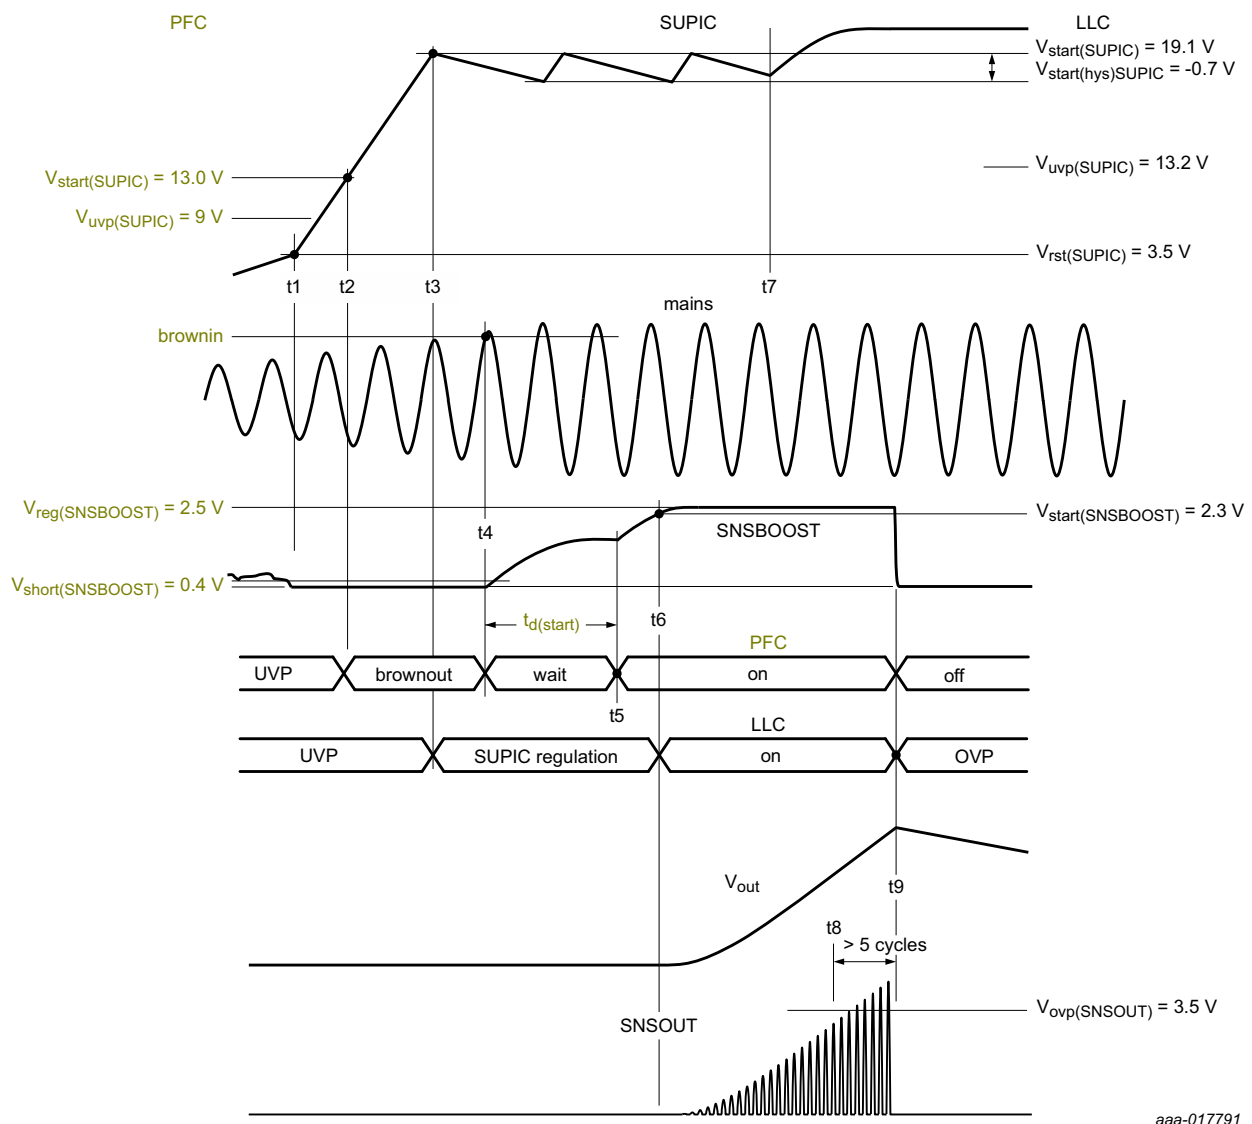 PFC SUPIC LLC
Vstart(SUPIC) = 19.1 V
Vstart(hys)SUPIC = -0.7 V
Vuvp(SUPIC) = 13.2 V
Vstart(SUPIC) = 13.0 V
Vuvp(SUPIC) = 9 V
Vrst(SUPIC) = 3.5 V
t1 t2 t3 t7
mains
brownin
Vreg(SNSBOOST) = 2.5 V
Vstart(SNSBOOST) = 2.3 V
t4
SNSBOOST
Vshort(SNSBOOST) = 0.4 V
td(start)
t6
PFC
UVP brownout wait on off
t5
LLC
UVP SUPIC regulation on OVP
Vout
t9
t8
> 5 cycles
Vovp(SNSOUT) = 3.5 V
SNSOUT
aaa-017791